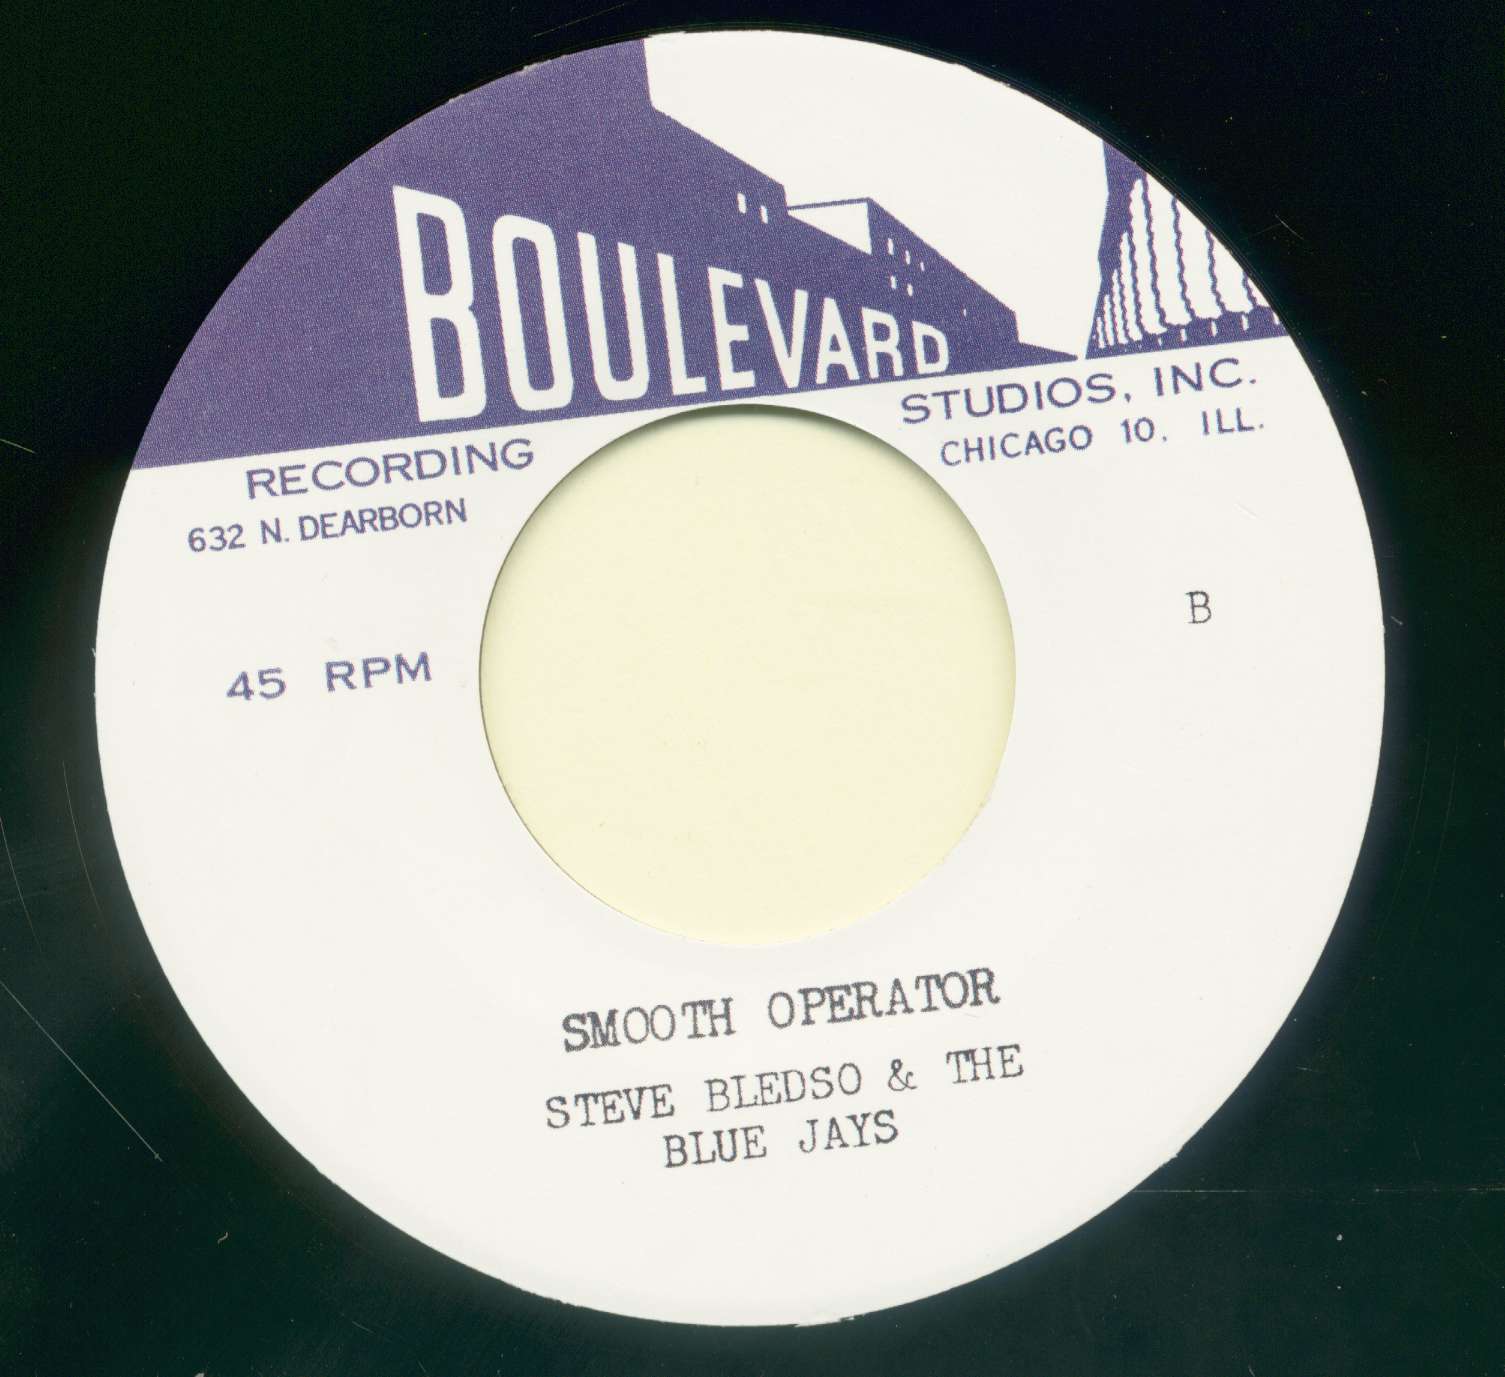 BOULEVARD
RECORDING STUDIOS, INC.
632 N. DEARBORN CHICAGO 10, ILL.
B
45 RPM
SMOOTH OPERATOR
STEVE BLEDSO & THE
BLUE JAYS